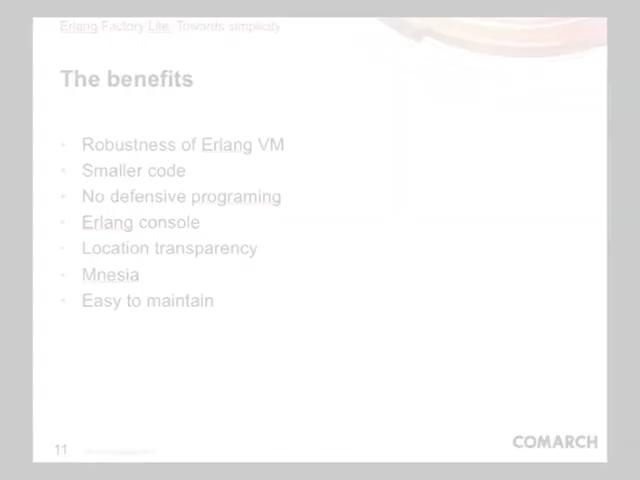 Erlang Factory Lite: Towards simplicity
The benefits
• Robustness of Erlang VM
• Smaller code
• No defensive programing
• Erlang console
• Location transparency
• Mnesia
• Easy to maintain
11
COMARCH